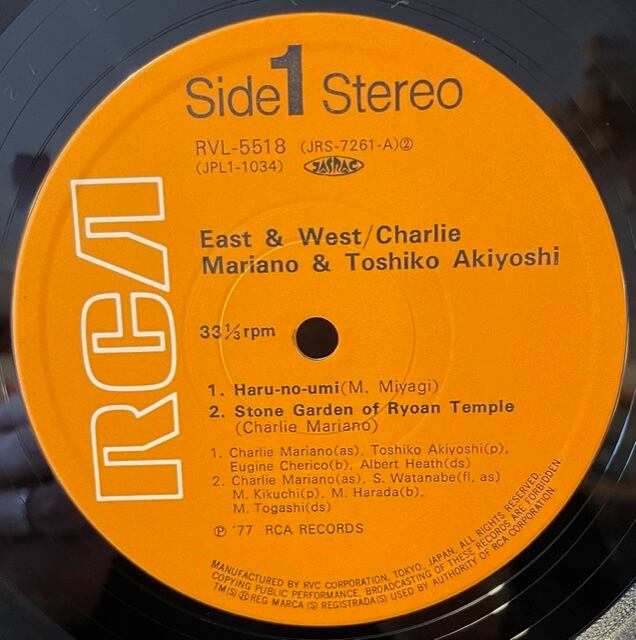 Side 1 Stereo
RVL-5518 (JRS-7261-A)②
(JPL1-1034) JASRAC
RCA
East & West/Charlie
Mariano & Toshiko Akiyoshi
33⅓rpm
1. Haru-no-umi(M. Miyagi)
2. Stone Garden of Ryoan Temple
(Charlie Mariano)
1. Charlie Mariano(as), Toshiko Akiyoshi(p),
Eugine Cherico(b), Albert Heath(ds)
2. Charlie Mariano(as), S. Watanabe(fl, as)
M. Kikuchi(p), M. Harada(b),
M. Togashi(ds)
℗ '77 RCA RECORDS
MANUFACTURED BY RVC CORPORATION, TOKYO, JAPAN, ALL RIGHTS RESERVED.
COPYING PUBLIC PERFORMANCE, BROADCASTING OF THESE RECORDS ARE FORBIDDEN.
TM(S) ® REG MARCA (S) REGISTRADA(S) USED BY AUTHORITY OF RCA CORPORATION.